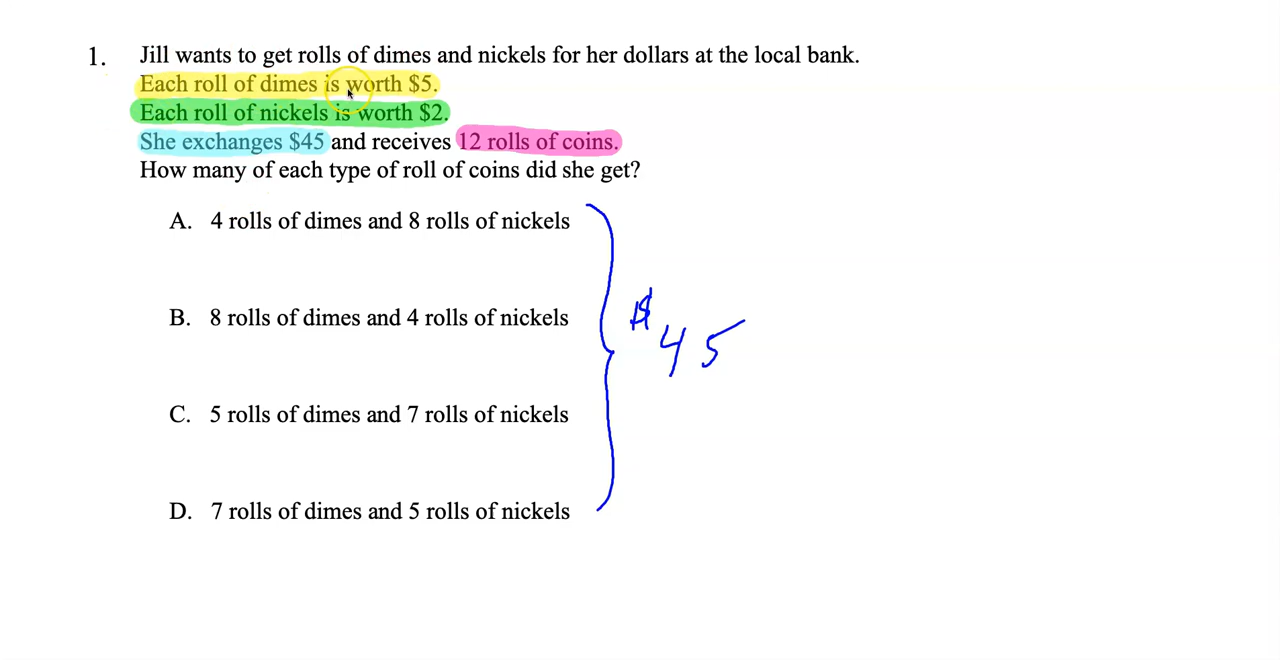 1. Jill wants to get rolls of dimes and nickels for her dollars at the local bank.
Each roll of dimes is worth $5.
Each roll of nickels is worth $2.
She exchanges $45 and receives 12 rolls of coins.
How many of each type of roll of coins did she get?
A. 4 rolls of dimes and 8 rolls of nickels
B. 8 rolls of dimes and 4 rolls of nickels
$45
C. 5 rolls of dimes and 7 rolls of nickels
D. 7 rolls of dimes and 5 rolls of nickels